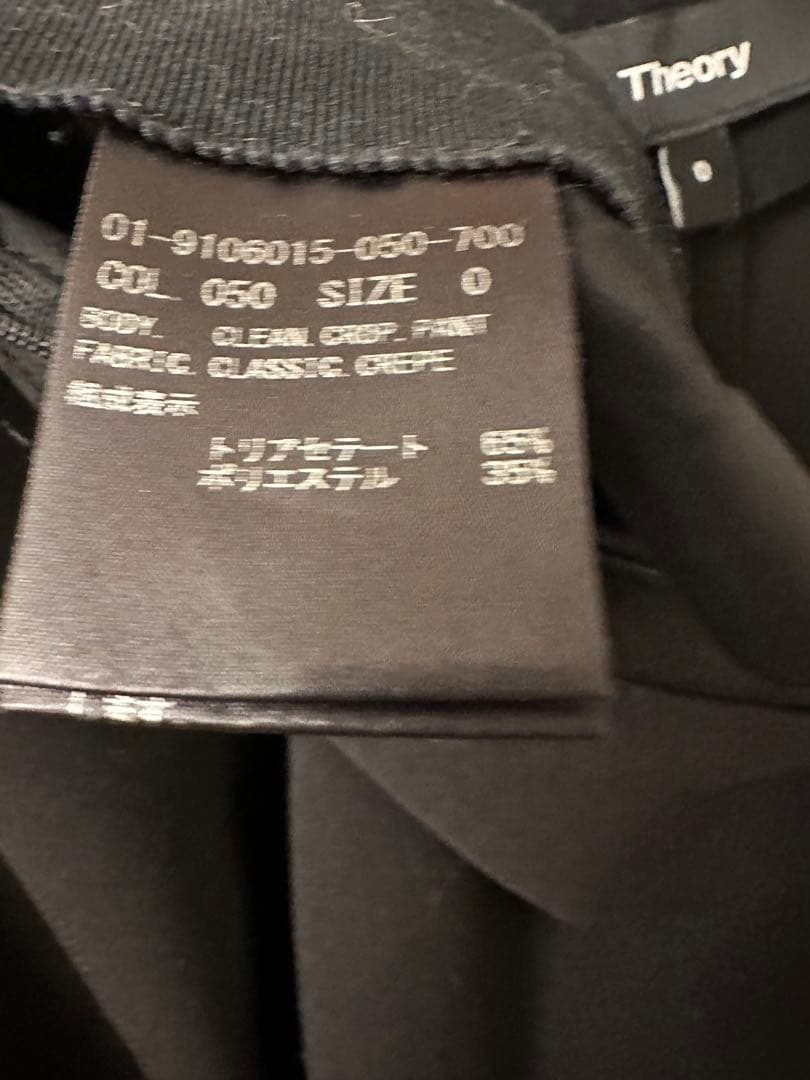 Theory
0
01-9106015-050-700
COL. 050 SIZE 0
BODY. CLEAN.CROP.PANT
FABRIC. CLASSIC.CREPE
組成表示
トリアセテート 65%
ポリエステル 35%